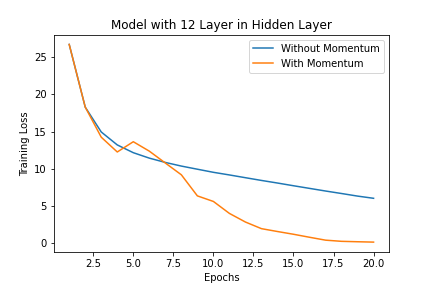 Model with 12 Layer in Hidden Layer
Without Momentum
With Momentum
Training Loss
25
20
15
10
5
0
2.5 5.0 7.5 10.0 12.5 15.0 17.5 20.0
Epochs